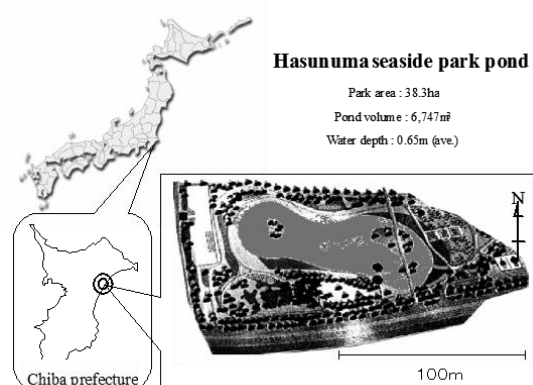 Hasunuma seaside park pond
Park area : 38.3ha
Pond volume : 6,747㎥
Water depth : 0.65m (ave.)
N
100m
Chiba prefecture